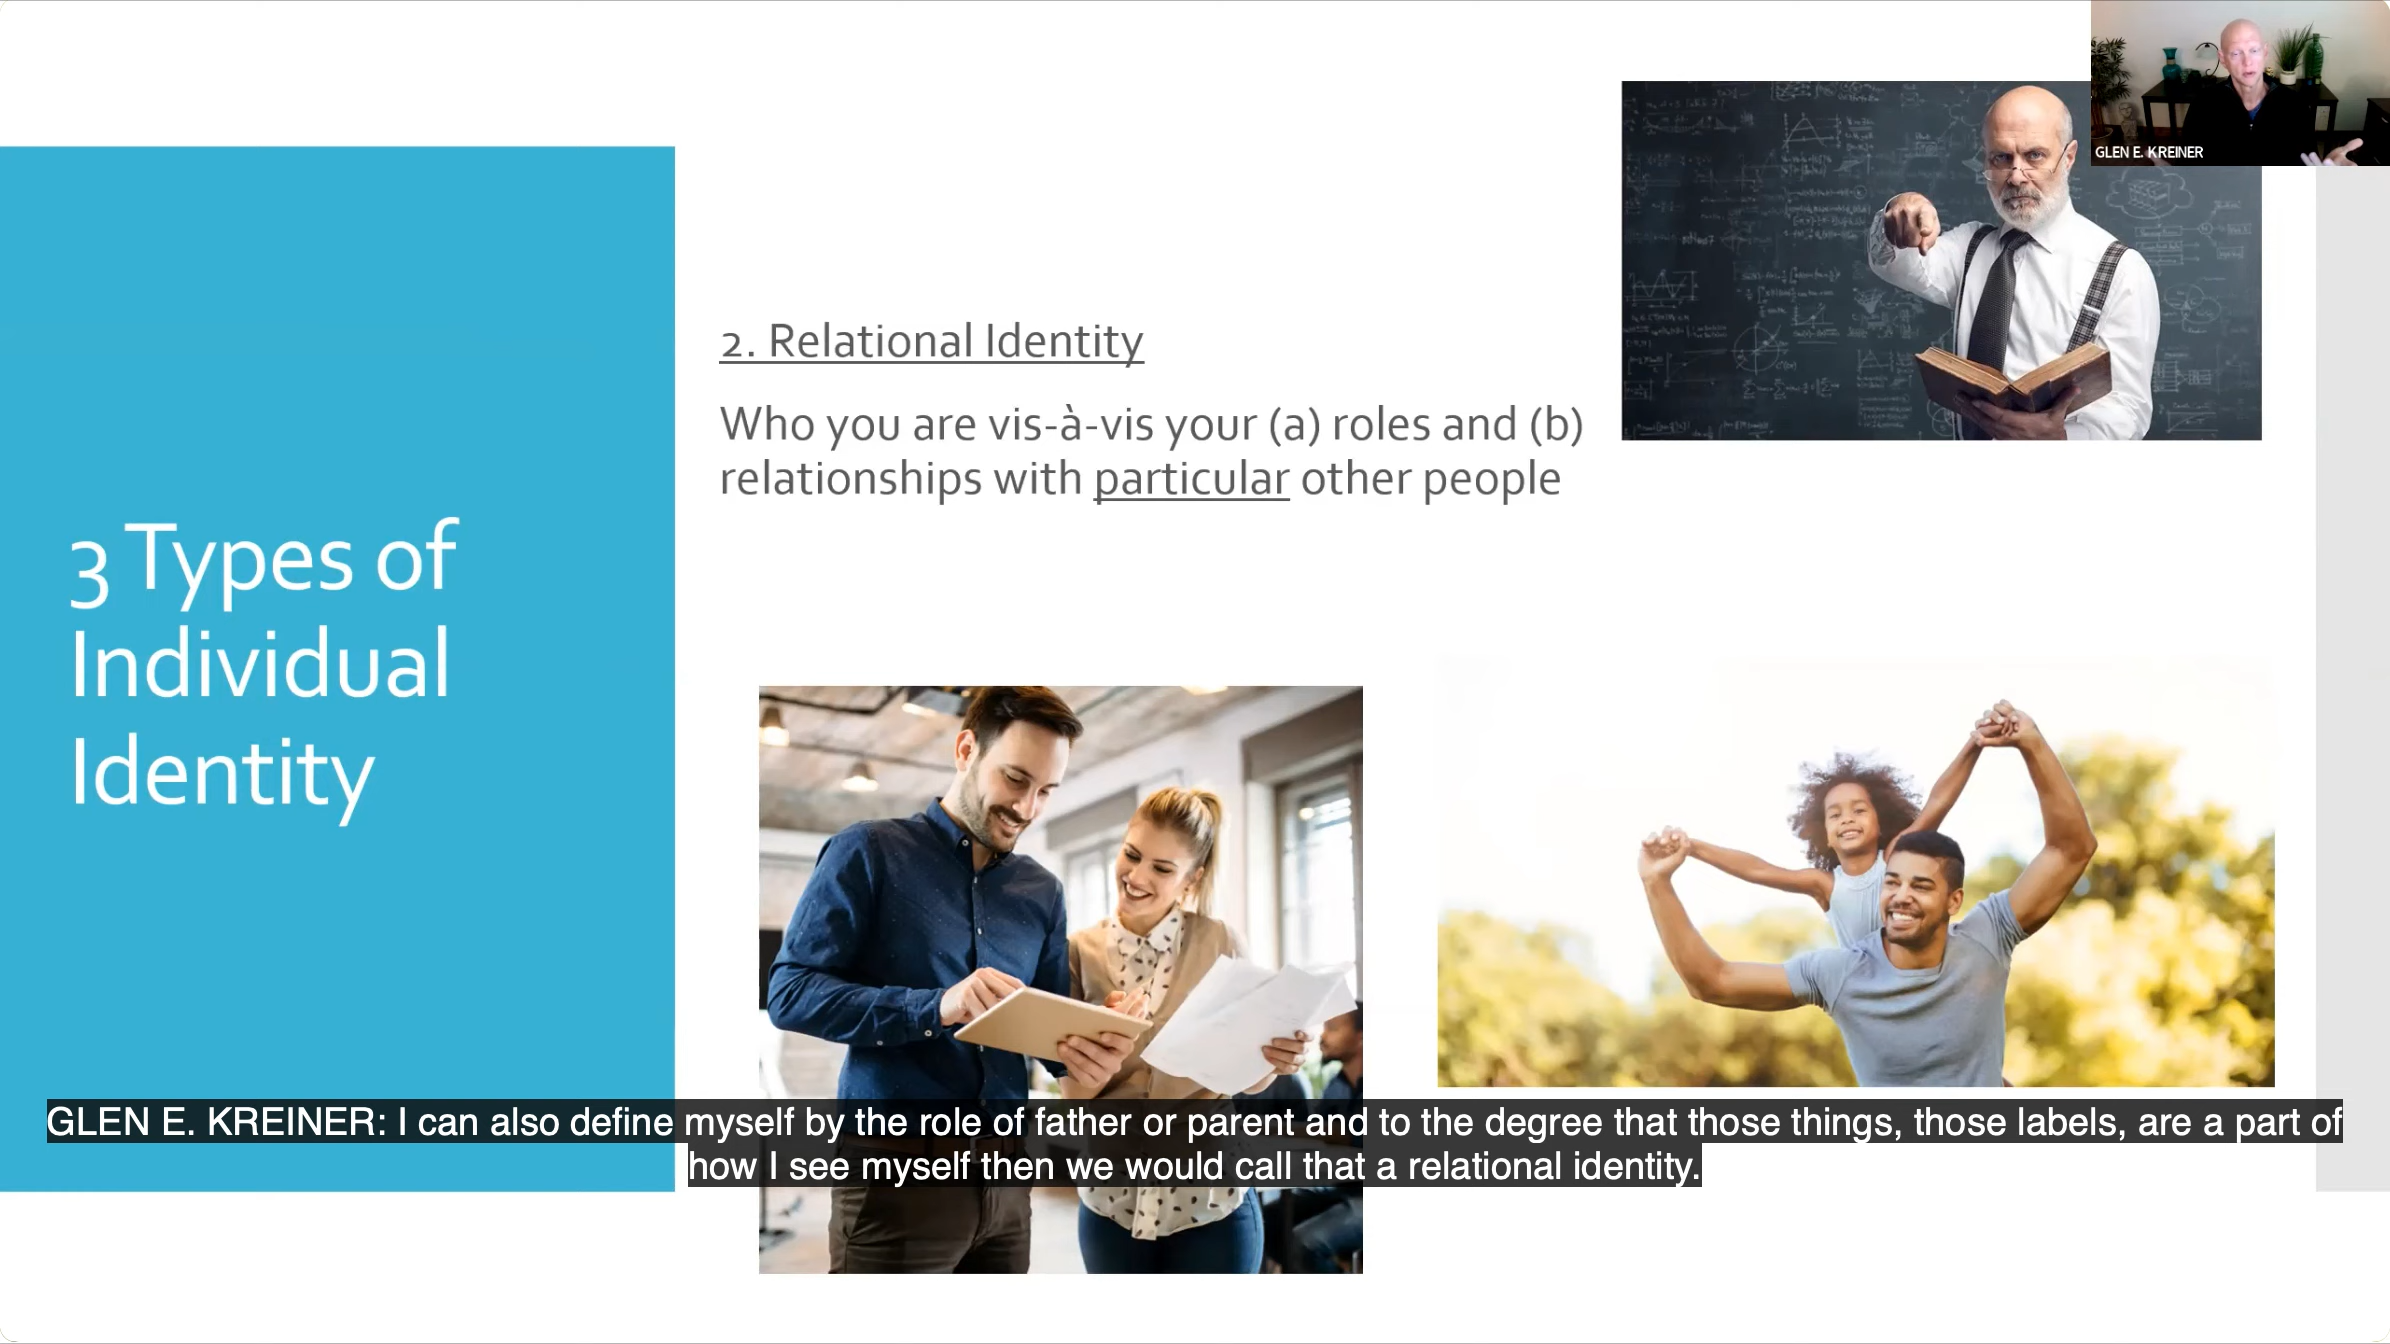 GLEN E. KREINER
2. Relational Identity
Who you are vis-à-vis your (a) roles and (b)
relationships with particular other people
3 Types of
Individual
Identity
GLEN E. KREINER: I can also define myself by the role of father or parent and to the degree that those things, those labels, are a part of
how I see myself then we would call that a relational identity.